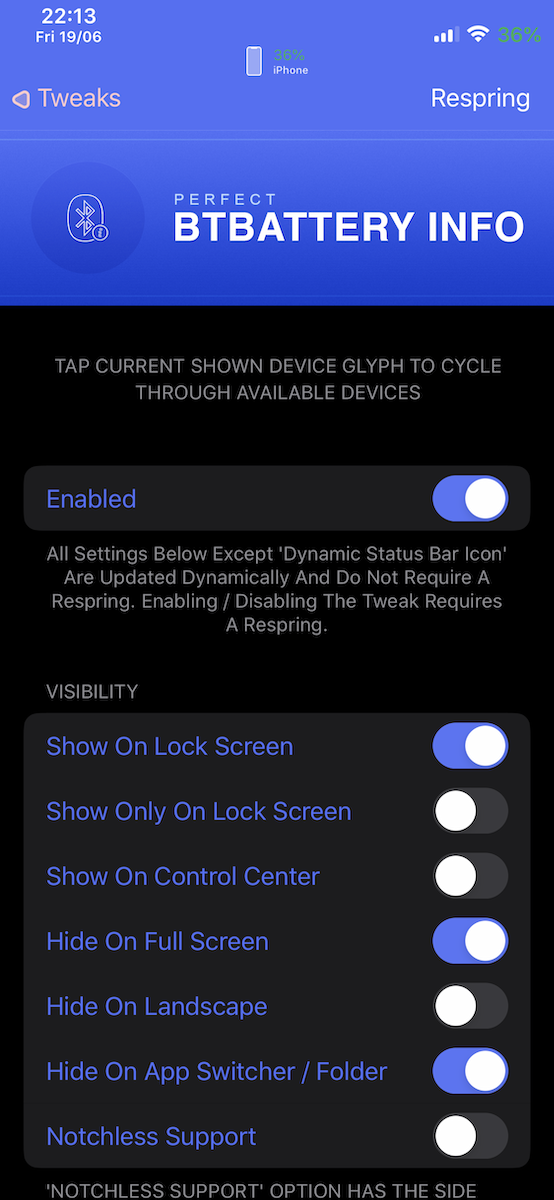 22:13
Fri 19/06
36%
36%
iPhone
Tweaks
Respring
PERFECT
BTBATTERY INFO
TAP CURRENT SHOWN DEVICE GLYPH TO CYCLE
THROUGH AVAILABLE DEVICES
Enabled
All Settings Below Except 'Dynamic Status Bar Icon'
Are Updated Dynamically And Do Not Require A
Respring. Enabling / Disabling The Tweak Requires
A Respring.
VISIBILITY
Show On Lock Screen
Show Only On Lock Screen
Show On Control Center
Hide On Full Screen
Hide On Landscape
Hide On App Switcher / Folder
Notchless Support
'NOTCHLESS SUPPORT' OPTION HAS THE SIDE